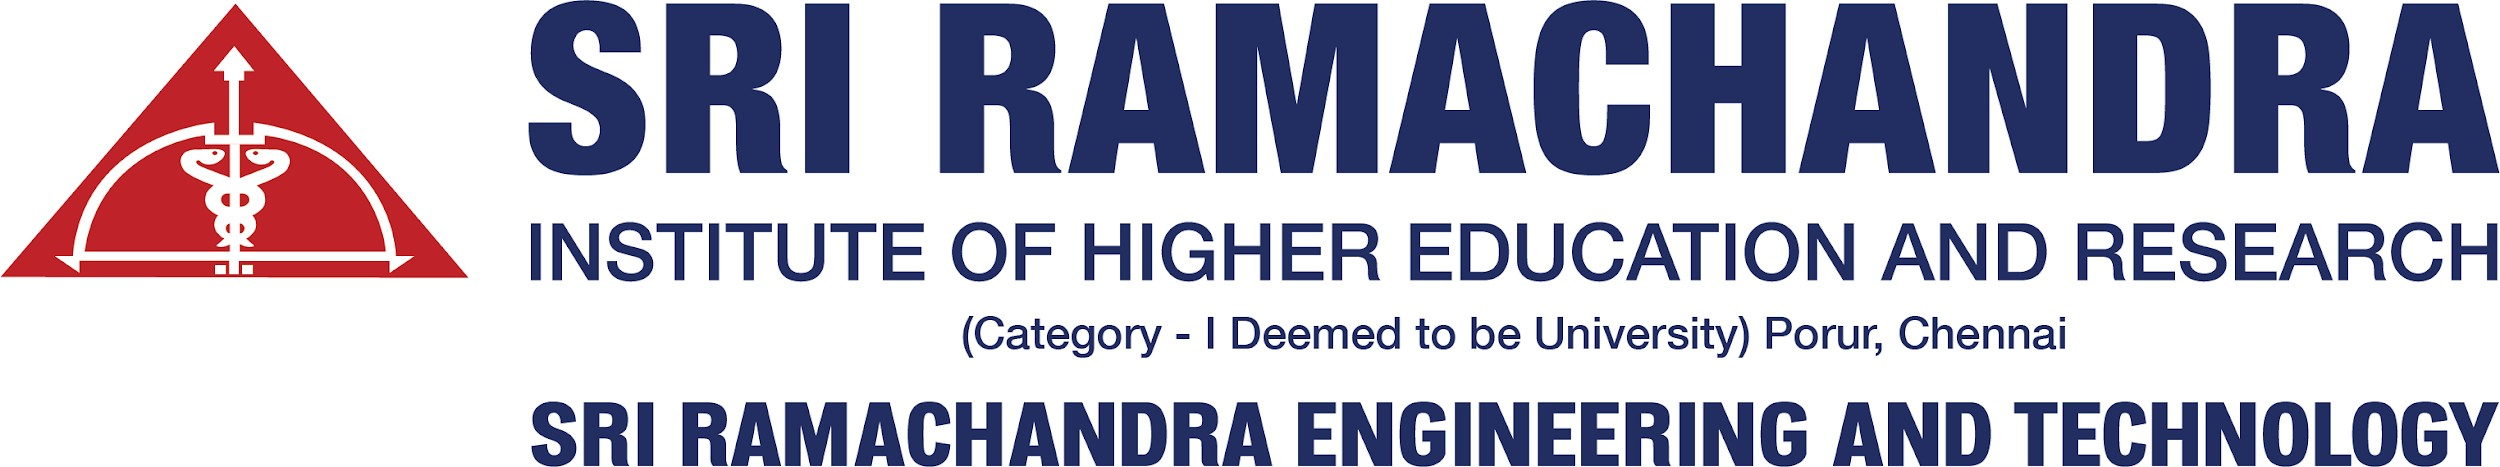 SRI RAMACHANDRA
INSTITUTE OF HIGHER EDUCATION AND RESEARCH
(Category - I Deemed to be University) Porur, Chennai
SRI RAMACHANDRA ENGINEERING AND TECHNOLOGY